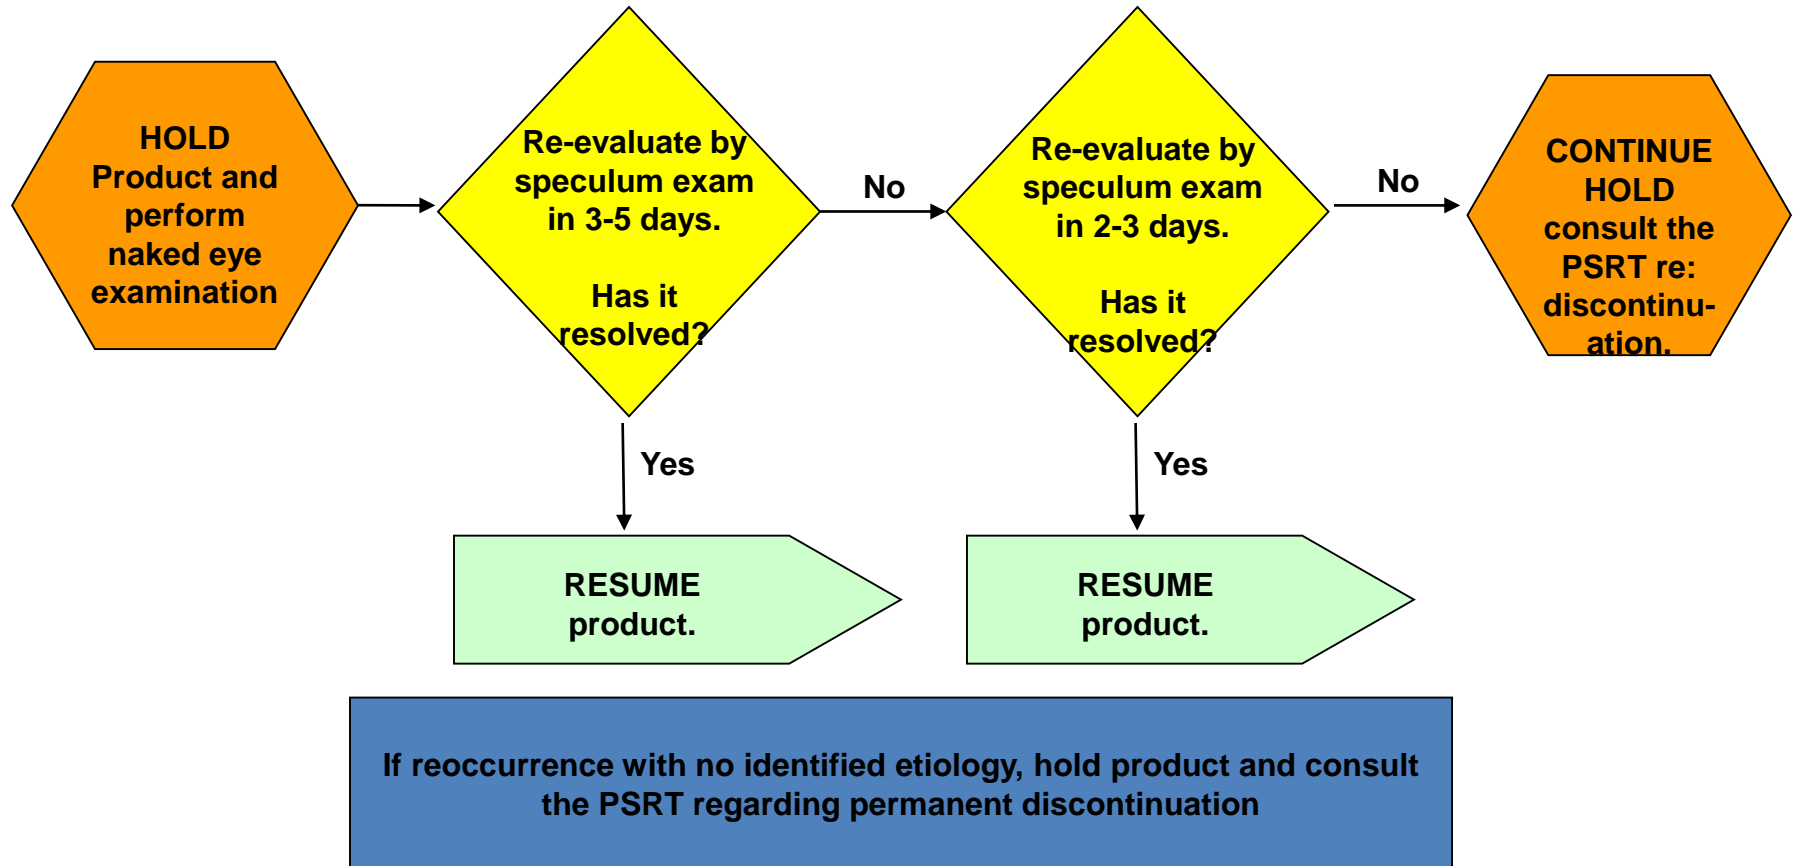 HOLD
Product and
perform
naked eye
examination
Re-evaluate by
speculum exam
in 3-5 days.
Has it
resolved?
No
Re-evaluate by
speculum exam
in 2-3 days.
Has it
resolved?
No
CONTINUE
HOLD
consult the
PSRT re:
discontinu-
ation.
Yes
Yes
RESUME
product.
RESUME
product.
If reoccurrence with no identified etiology, hold product and consult
the PSRT regarding permanent discontinuation